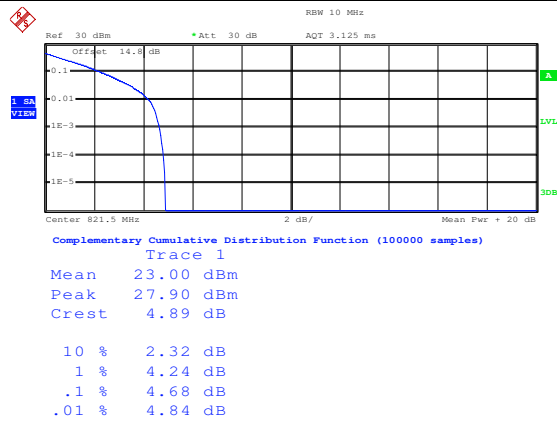 RBW 10 MHz
Ref 30 dBm *Att 30 dB AQT 3.125 ms
Offset 14.8 dB
0.1
A
1 SA
VIEW
0.01
LVL
1E-3
1E-4
1E-5
3DB
Center 821.5 MHz 2 dB/ Mean Pwr + 20 dB
Complementary Cumulative Distribution Function (100000 samples)
Trace 1
Mean 23.00 dBm
Peak 27.90 dBm
Crest 4.89 dB
10 % 2.32 dB
1 % 4.24 dB
.1 % 4.68 dB
.01 % 4.84 dB